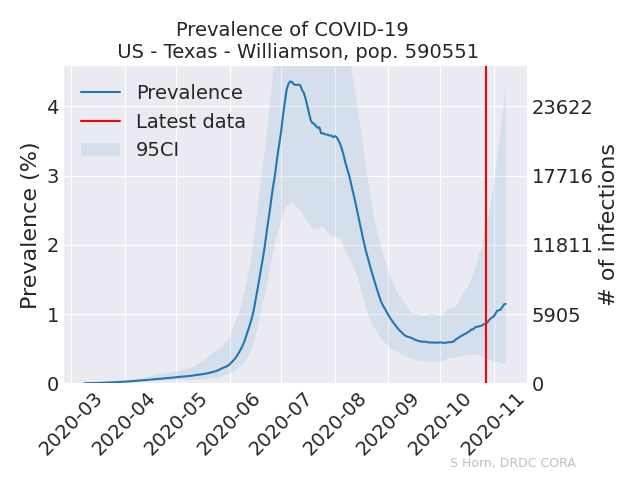 Prevalence of COVID-19
US - Texas - Williamson, pop. 590551
Prevalence
Latest data
95CI
Prevalence (%)
4
3
2
1
0
23622
17716
11811
5905
0
# of infections
2020-03
2020-04
2020-05
2020-06
2020-07
2020-08
2020-09
2020-10
2020-11
S Horn, DRDC CORA